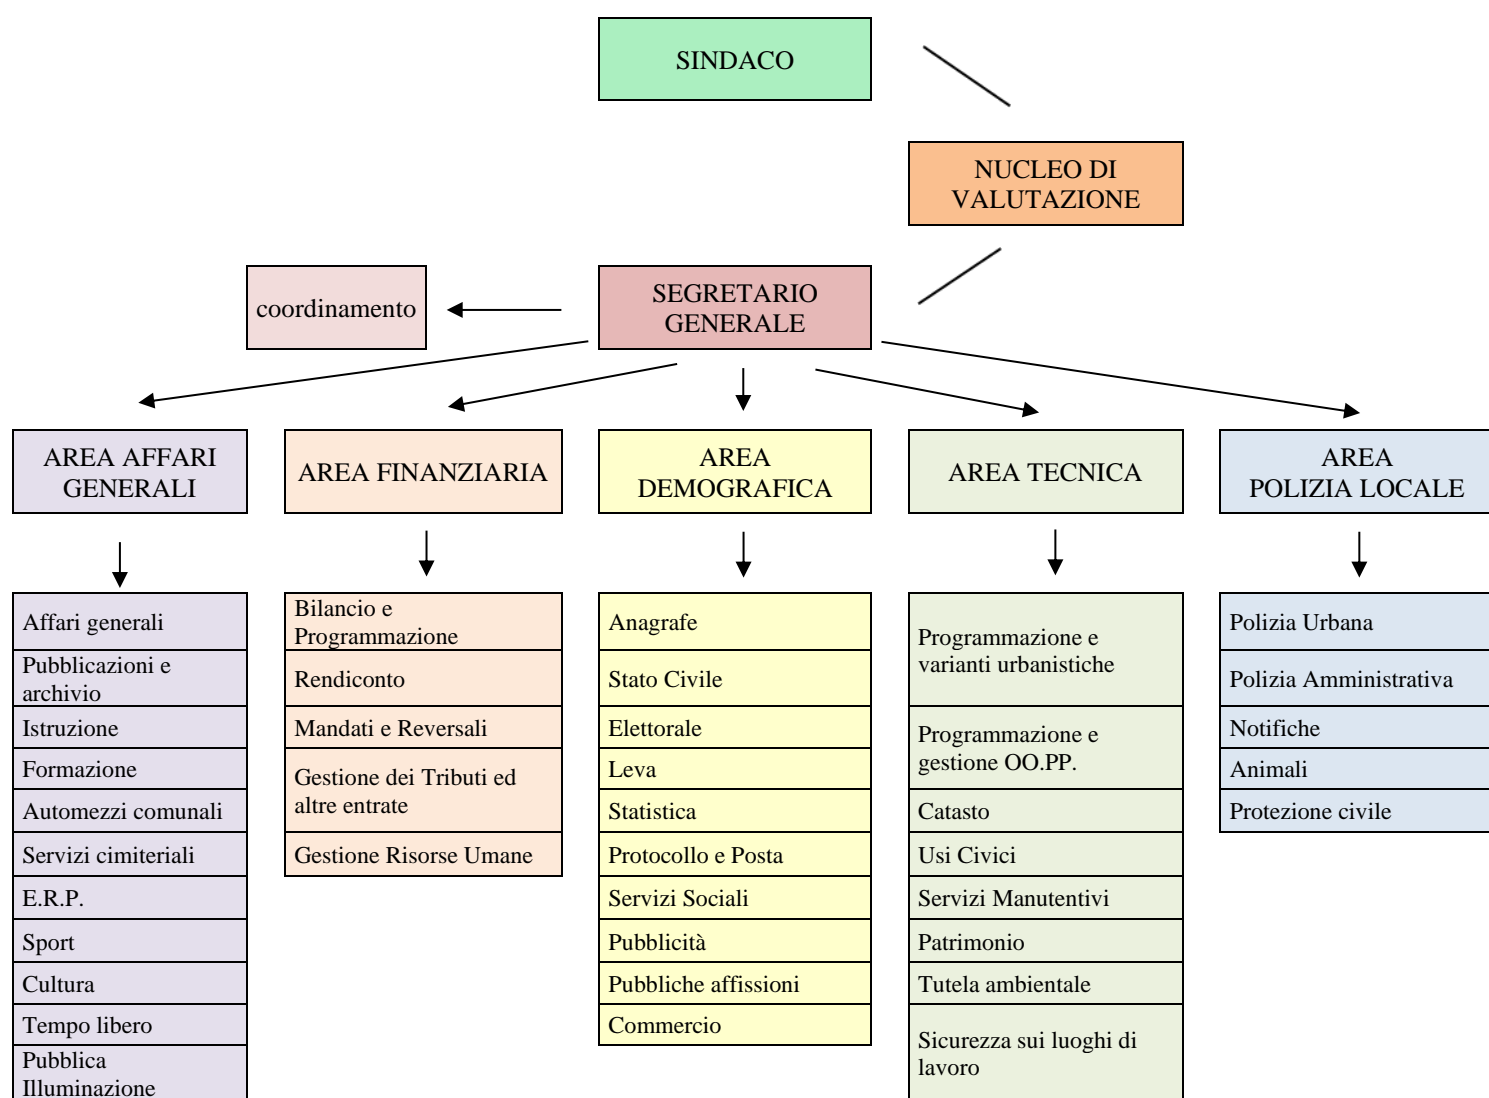 SINDACO
NUCLEO DI
VALUTAZIONE
coordinamento
SEGRETARIO
GENERALE
AREA AFFARI
GENERALI
AREA FINANZIARIA
AREA
DEMOGRAFICA
AREA TECNICA
AREA
POLIZIA LOCALE
Affari generali
Pubblicazioni e
archivio
Istruzione
Formazione
Automezzi comunali
Servizi cimiteriali
E.R.P.
Sport
Cultura
Tempo libero
Pubblica
Illuminazione
Bilancio e
Programmazione
Rendiconto
Mandati e Reversali
Gestione dei Tributi ed
altre entrate
Gestione Risorse Umane
Anagrafe
Stato Civile
Elettorale
Leva
Statistica
Protocollo e Posta
Servizi Sociali
Pubblicità
Pubbliche affissioni
Commercio
Programmazione e
varianti urbanistiche
Programmazione e
gestione OO.PP.
Catasto
Usi Civici
Servizi Manutentivi
Patrimonio
Tutela ambientale
Sicurezza sui luoghi di
lavoro
Polizia Urbana
Polizia Amministrativa
Notifiche
Animali
Protezione civile